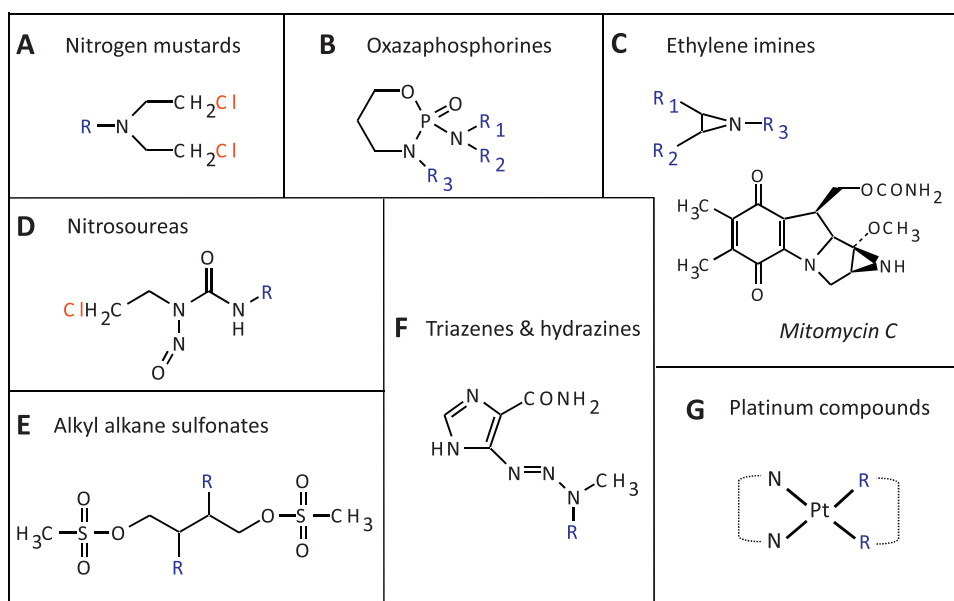 A Nitrogen mustards
CH2Cl
R N
CH2Cl
B Oxazaphosphorines
O O
P
R1
N
N R2
R3
C Ethylene imines
R1
N R3
R2
O
OCONH2
H3C
OCH3
H3C N NH
O
Mitomycin C
D Nitrosoureas
O
R
ClH2C N N
H
N
O
E Alkyl alkane sulfonates
O R O
H3C S O O S CH3
O R O
F Triazenes & hydrazines
N CONH2
HN
N N CH3
N
R
G Platinum compounds
N R
Pt
N R